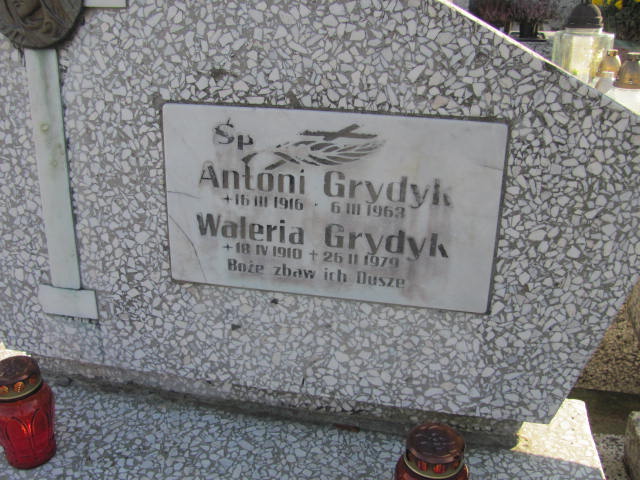 Śp
Antoni Grydyk
+16 III 1916 · 6 III 1963
Waleria Grydyk
+18 IV 1910 + 26 II 1979
Boże zbaw ich Dusze